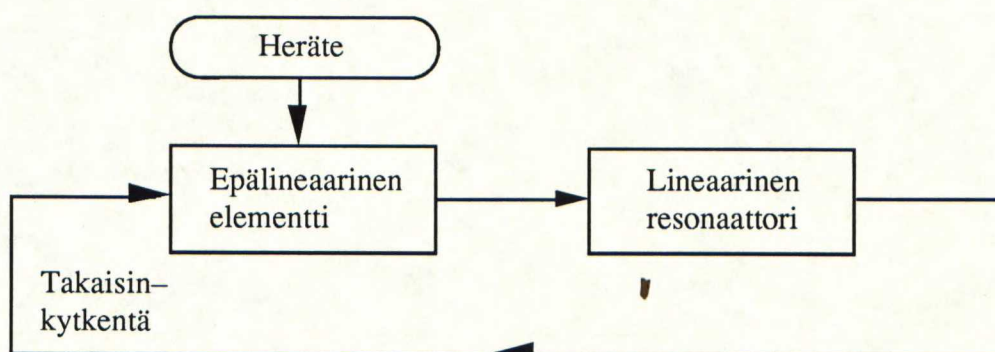 Heräte
Epälineaarinen
elementti
Lineaarinen
resonaattori
Takaisin–
kytkentä